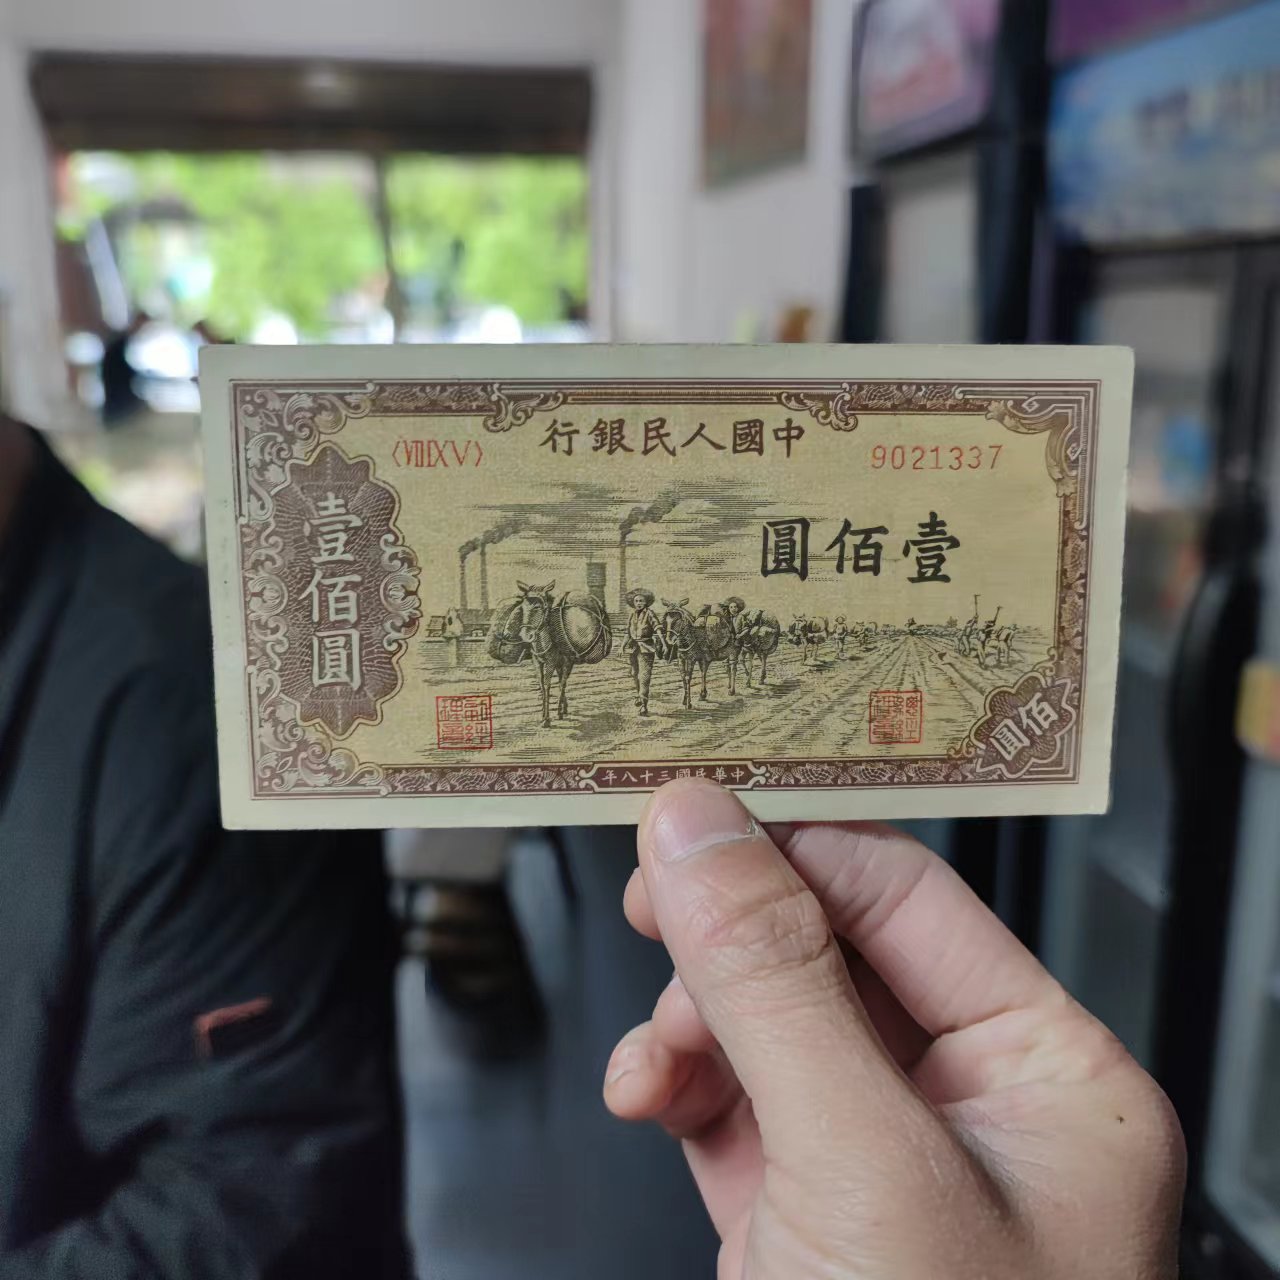 行銀民人國中
〈ⅧⅨⅤ〉
9021337
圓佰壹
壹佰圓
圓佰
年八十三國民華中